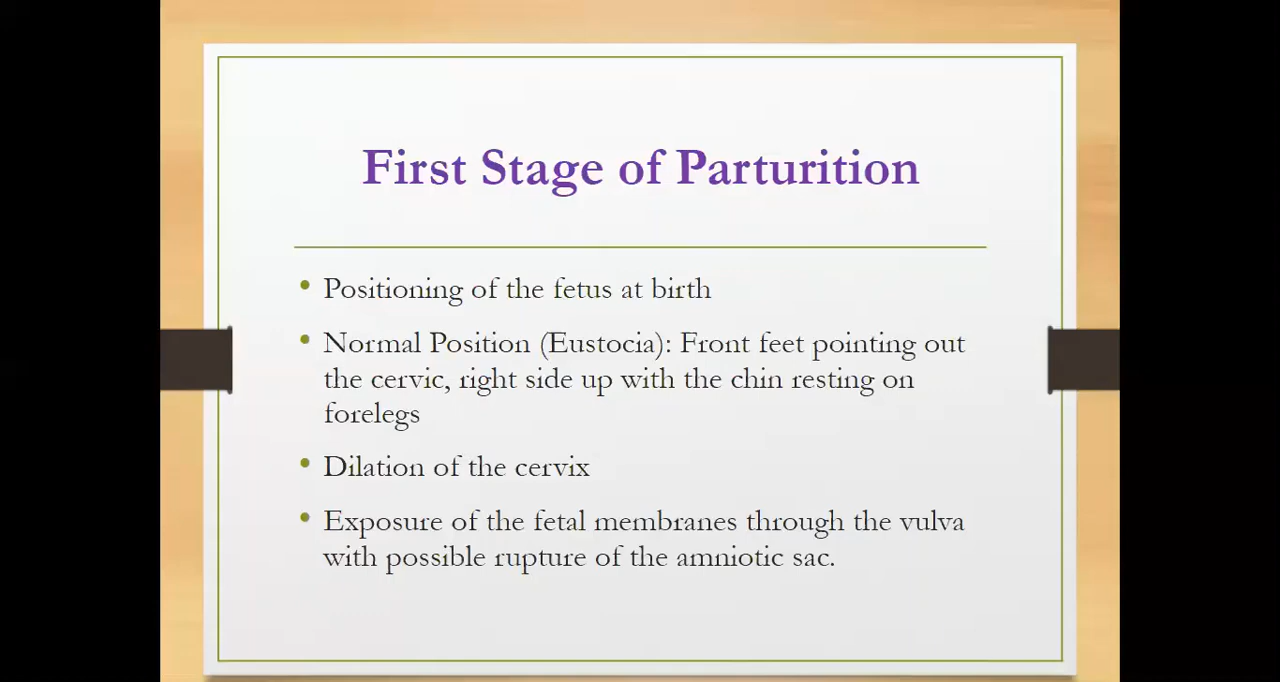 First Stage of Parturition
• Positioning of the fetus at birth
• Normal Position (Eustocia): Front feet pointing out
the cervic, right side up with the chin resting on
forelegs
• Dilation of the cervix
• Exposure of the fetal membranes through the vulva
with possible rupture of the amniotic sac.